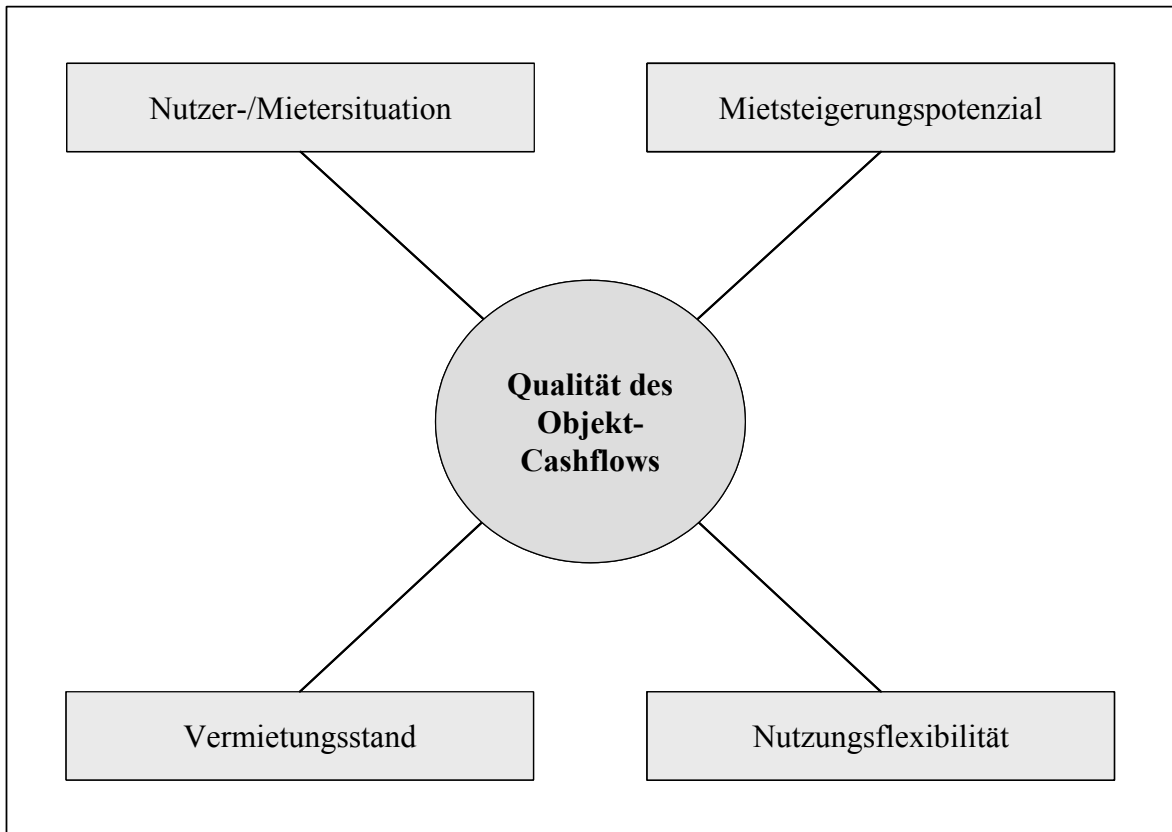 Nutzer-/Mietersituation
Mietsteigerungspotenzial
Qualität des
Objekt-
Cashflows
Vermietungsstand
Nutzungsflexibilität